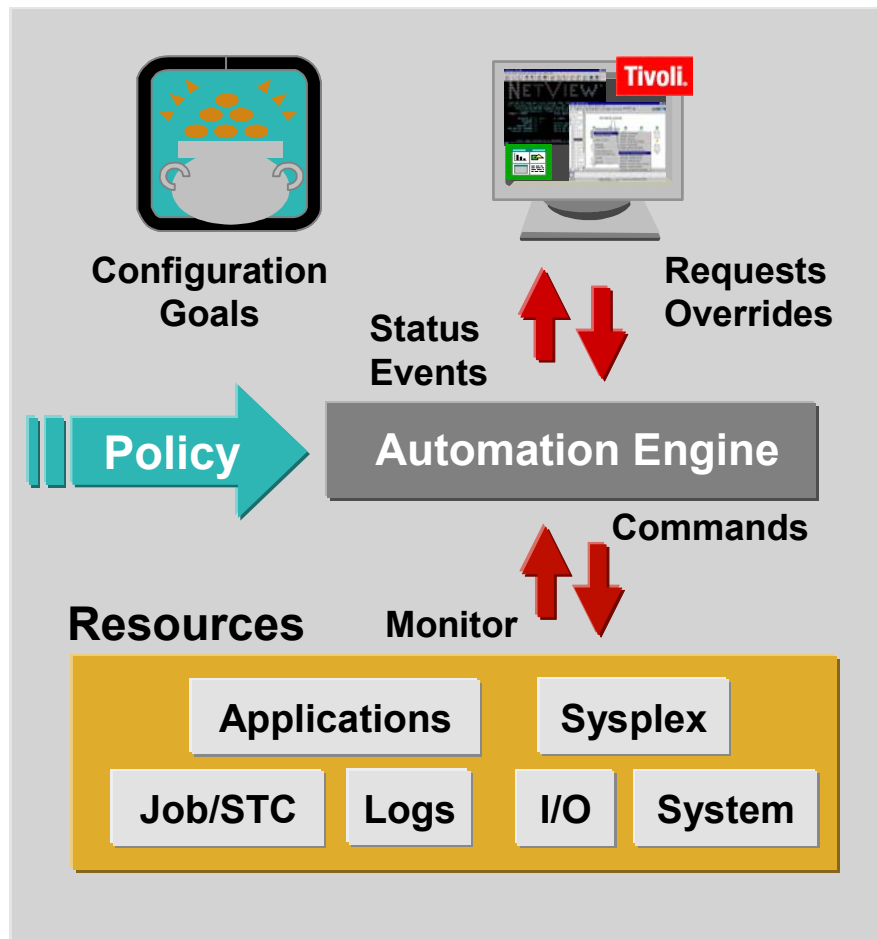 Tivoli.
NETVIEW
Configuration
Goals
Requests
Overrides
Status
Events
Policy
Automation Engine
Commands
Monitor
Resources
Applications
Sysplex
Job/STC
Logs
I/O
System